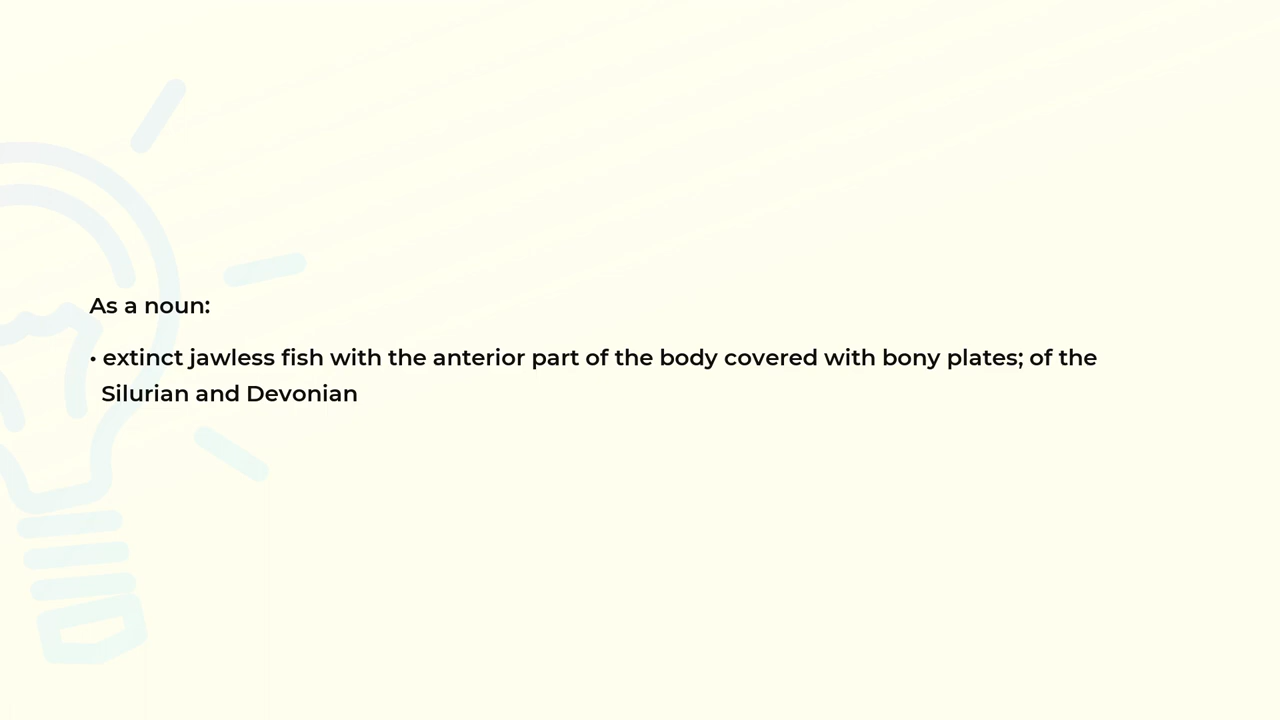 As a noun:
• extinct jawless fish with the anterior part of the body covered with bony plates; of the
Silurian and Devonian